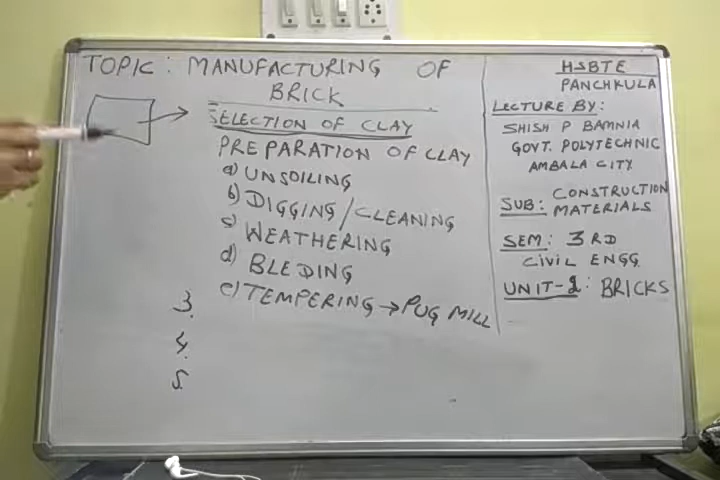 TOPIC: MANUFACTURING OF
BRICK
SELECTION OF CLAY
PREPARATION OF CLAY
a) UNSOILING
b) DIGGING/CLEANING
c) WEATHERING
d) BLEDING
e) TEMPERING → PUG MILL
3.
4.
5.
HSBTE
PANCHKULA
LECTURE BY:
SHISH P BAMNIA
GOVT. POLYTECHNIC
AMBALA CITY
SUB: CONSTRUCTION
MATERIALS
SEM: 3RD
CIVIL ENGG
UNIT-2: BRICKS